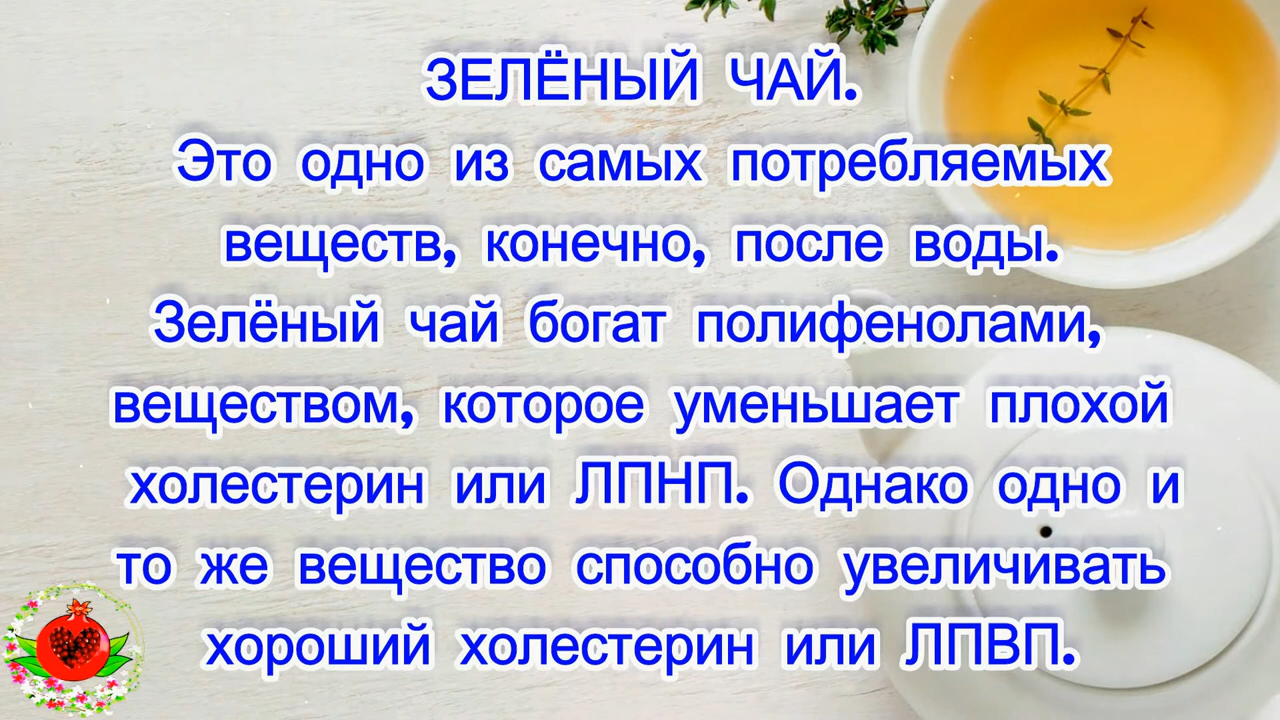 ЗЕЛЁНЫЙ ЧАЙ.
Это одно из самых потребляемых
веществ, конечно, после воды.
Зелёный чай богат полифенолами,
веществом, которое уменьшает плохой
холестерин или ЛПНП. Однако одно и
то же вещество способно увеличивать
хороший холестерин или ЛПВП.